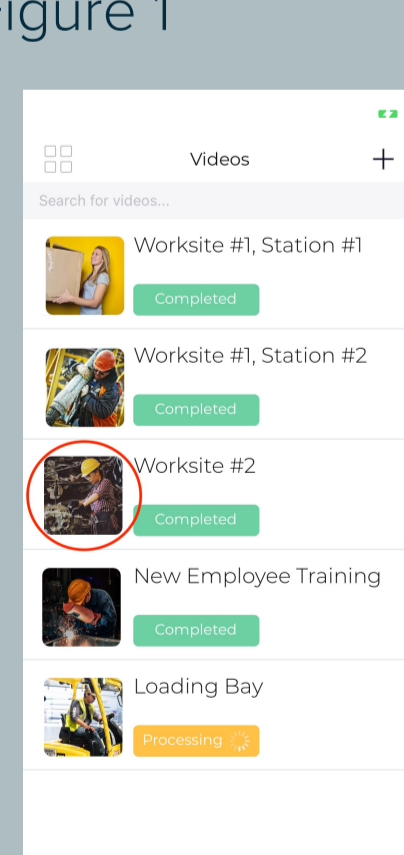 Figure 1
Videos
Search for videos...
Worksite #1, Station #1
Completed
Worksite #1, Station #2
Completed
Worksite #2
Completed
New Employee Training
Completed
Loading Bay
Processing